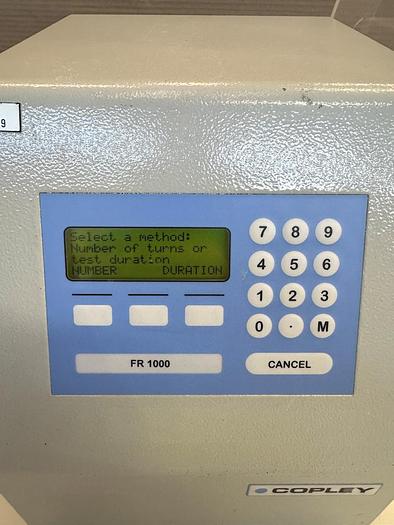 9
Select a method:
Number of turns or
test duration
NUMBER DURATION
7 8 9
4 5 6
1 2 3
0 · M
FR 1000
CANCEL
COPLEY